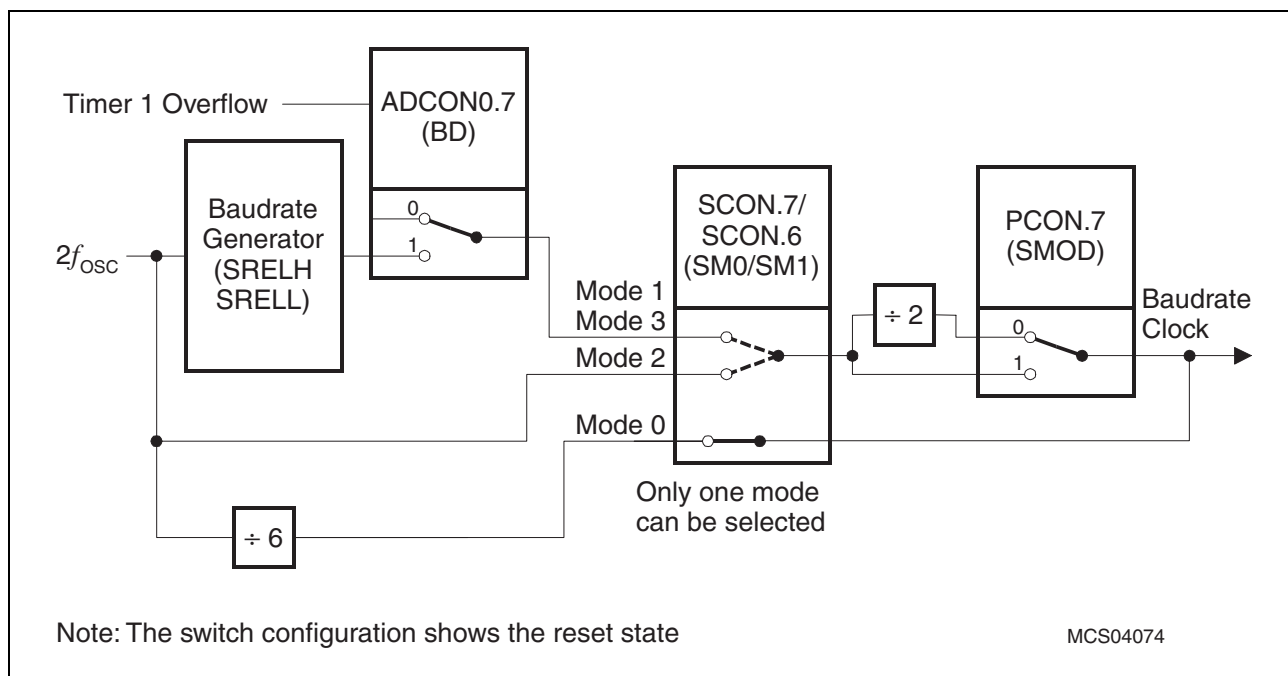 Timer 1 Overflow
ADCON0.7
(BD)
0
1
Baudrate
Generator
(SRELH
SRELL)
2fOSC
SCON.7/
SCON.6
(SM0/SM1)
PCON.7
(SMOD)
Mode 1
Mode 3
Mode 2
Mode 0
÷ 2
0
1
Baudrate
Clock
Only one mode
can be selected
÷ 6
Note: The switch configuration shows the reset state
MCS04074